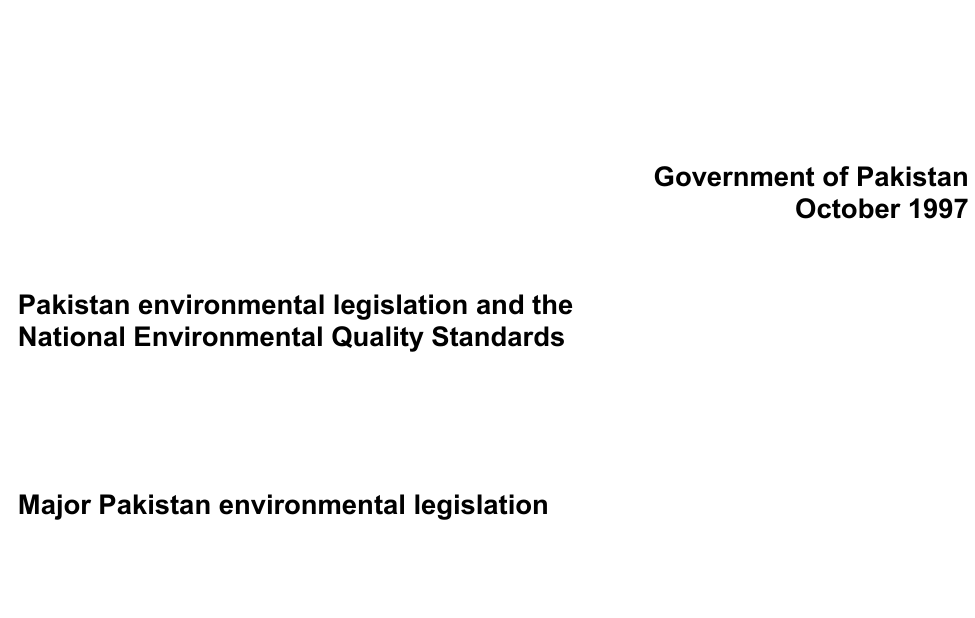 Government of Pakistan
October 1997
Pakistan environmental legislation and the
National Environmental Quality Standards
Major Pakistan environmental legislation